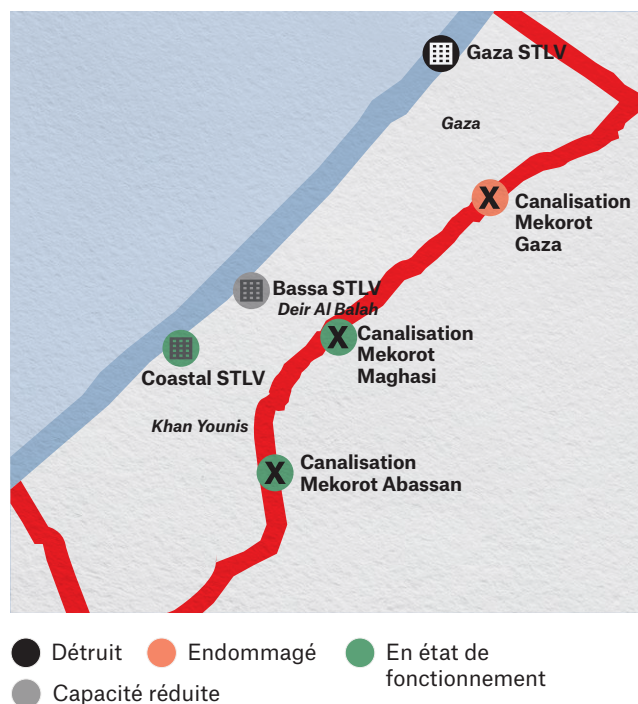 Gaza STLV
Gaza
X
Canalisation
Mekorot
Gaza
Bassa STLV
Deir Al Balah
X
Canalisation
Mekorot
Maghasi
Coastal STLV
Khan Younis
X
Canalisation
Mekorot Abassan
Détruit
Endommagé
En état de
fonctionnement
Capacité réduite